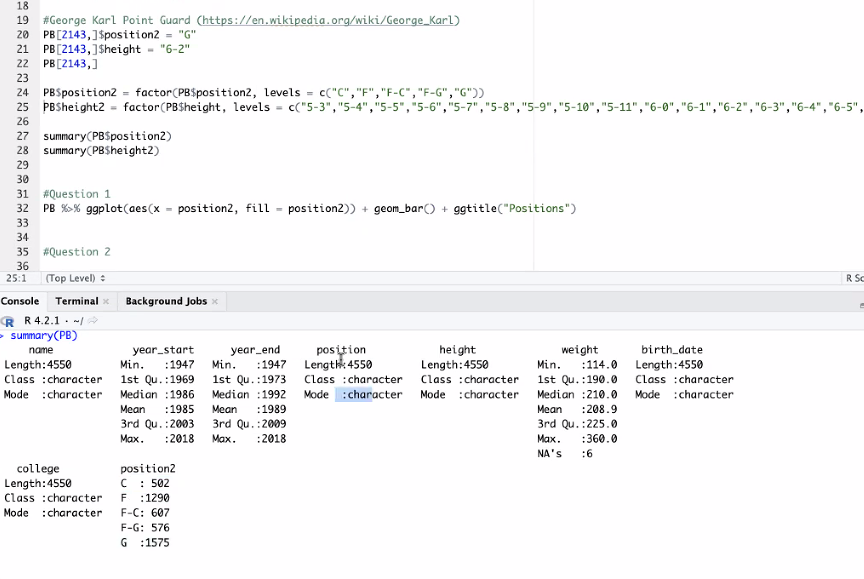 18
19 #George Karl Point Guard (https://en.wikipedia.org/wiki/George_Karl)
20 PB[2143,]$position2 = "G"
21 PB[2143,]$height = "6-2"
22 PB[2143,]
23
24 PB$position2 = factor(PB$position2, levels = c("C","F","F-C","F-G","G"))
25 PB$height2 = factor(PB$height, levels = c("5-3","5-4","5-5","5-6","5-7","5-8","5-9","5-10","5-11","6-0","6-1","6-2","6-3","6-4","6-5",
26
27 summary(PB$position2)
28 summary(PB$height2)
29
30
31 #Question 1
32 PB %>% ggplot(aes(x = position2, fill = position2)) + geom_bar() + ggtitle("Positions")
33
34
35 #Question 2
36
25:1 (Top Level) R Sc
Console Terminal × Background Jobs ×
R R 4.2.1 · ~/
> summary(PB)
name year_start year_end position height weight birth_date
Length:4550 Min. :1947 Min. :1947 Length:4550 Length:4550 Min. :114.0 Length:4550
Class :character 1st Qu.:1969 1st Qu.:1973 Class :character Class :character 1st Qu.:190.0 Class :character
Mode :character Median :1986 Median :1992 Mode :character Mode :character Median :210.0 Mode :character
Mean :1985 Mean :1989 Mean :208.9
3rd Qu.:2003 3rd Qu.:2009 3rd Qu.:225.0
Max. :2018 Max. :2018 Max. :360.0
NA's :6
college position2
Length:4550 C : 502
Class :character F :1290
Mode :character F-C: 607
F-G: 576
G :1575